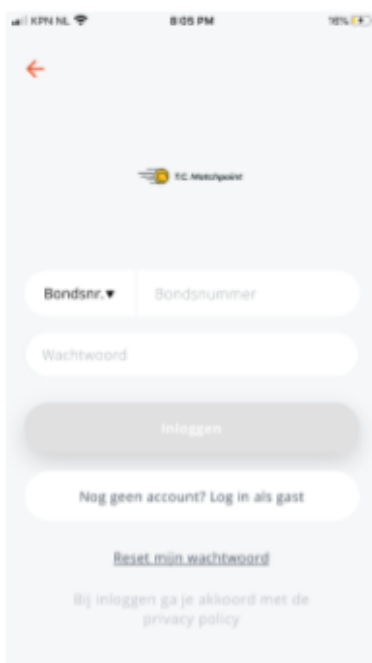 KPN NL 8:05 PM 16%
T.C. Matchpoint
Bondsnr.▼ Bondsnummer
Wachtwoord
Inloggen
Nog geen account? Log in als gast
Reset mijn wachtwoord
Bij inloggen ga je akkoord met de
privacy policy